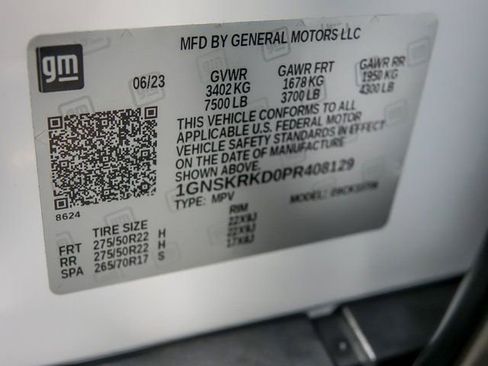 gm
MFD BY GENERAL MOTORS LLC
06/23 GVWR GAWR FRT GAWR RR
3402 KG 1678 KG 1950 KG
7500 LB 3700 LB 4300 LB
THIS VEHICLE CONFORMS TO ALL
APPLICABLE U.S. FEDERAL MOTOR
VEHICLE SAFETY STANDARDS IN EFFECT
ON THE DATE OF MANUFACTURE
1GNSKRKD0PR408129
TYPE: MPV
8624
TIRE SIZE RIM
FRT 275/50R22 H 22X9J
RR 275/50R22 H 22X9J
SPA 265/70R17 S 17X8J